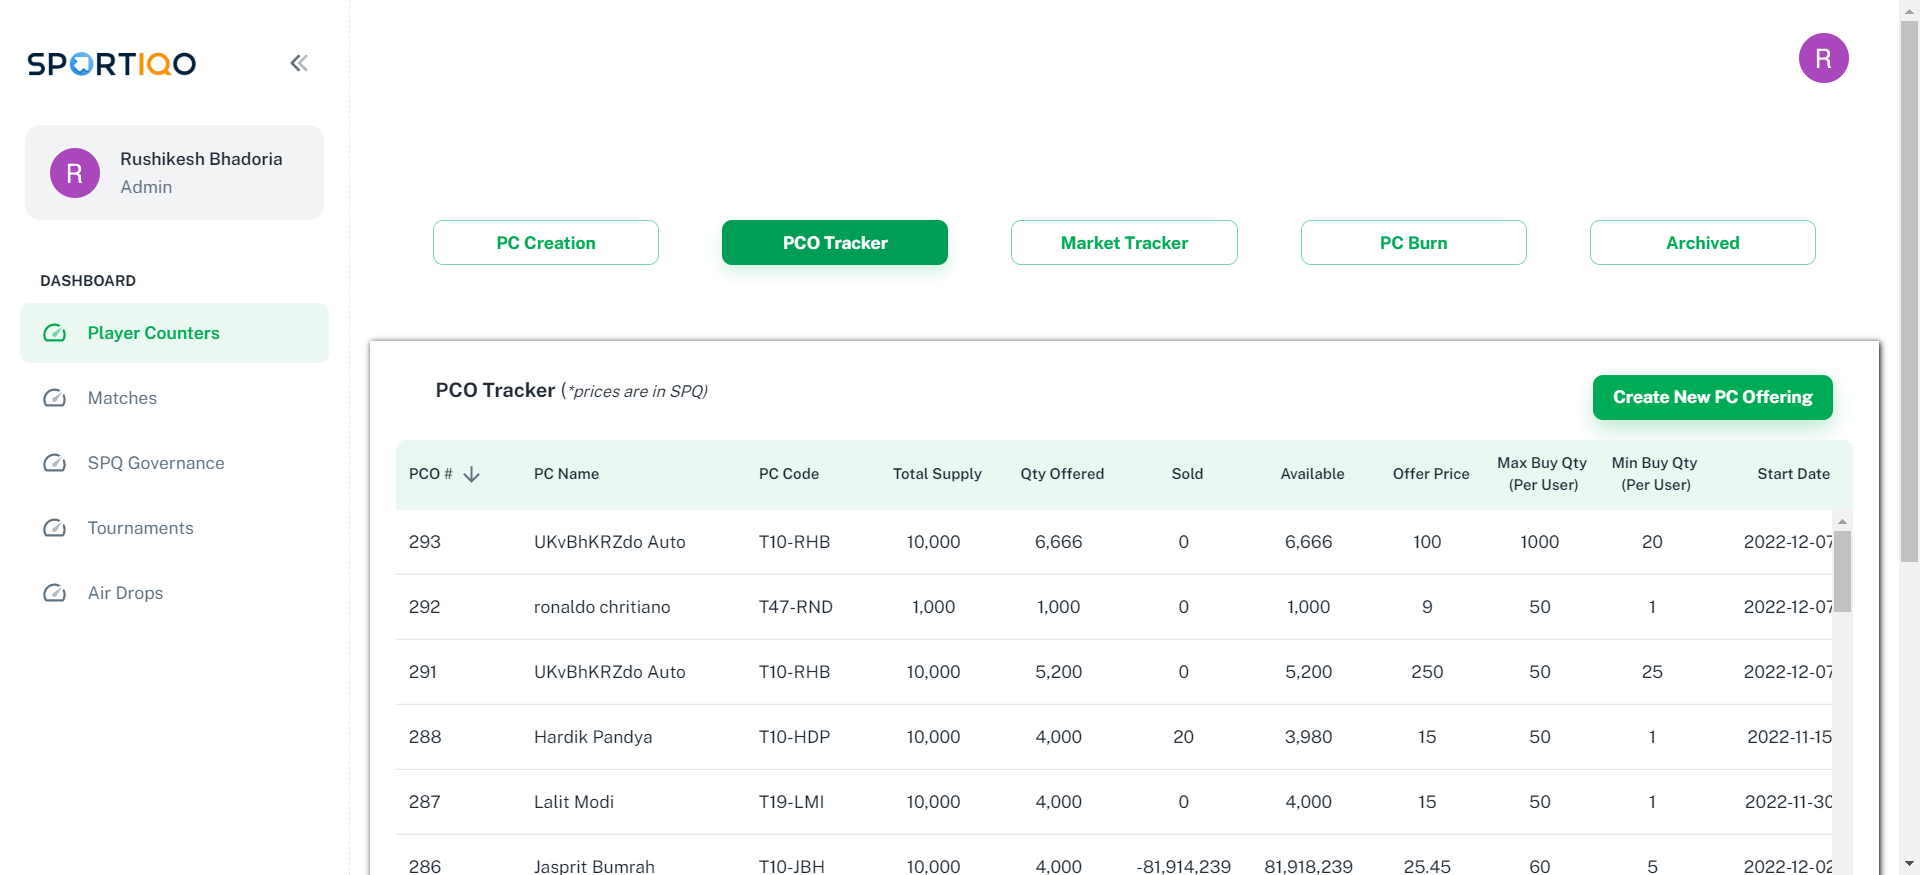 SPORTIQO
R
R
Rushikesh Bhadoria
Admin
DASHBOARD
Player Counters
Matches
SPQ Governance
Tournaments
Air Drops
PC Creation
PCO Tracker
Market Tracker
PC Burn
Archived
PCO Tracker (*prices are in SPQ)
Create New PC Offering
PCO # PC Name PC Code Total Supply Qty Offered Sold Available Offer Price Max Buy Qty (Per User) Min Buy Qty (Per User) Start Date
293 UKvBhKRZdo Auto T10-RHB 10,000 6,666 0 6,666 100 1000 20 2022-12-07
292 ronaldo chritiano T47-RND 1,000 1,000 0 1,000 9 50 1 2022-12-07
291 UKvBhKRZdo Auto T10-RHB 10,000 5,200 0 5,200 250 50 25 2022-12-07
288 Hardik Pandya T10-HDP 10,000 4,000 20 3,980 15 50 1 2022-11-15
287 Lalit Modi T19-LMI 10,000 4,000 0 4,000 15 50 1 2022-11-30
286 Jasprit Bumrah T10-JBH 10,000 4,000 -81,914,239 81,918,239 25.45 60 5 2022-12-02